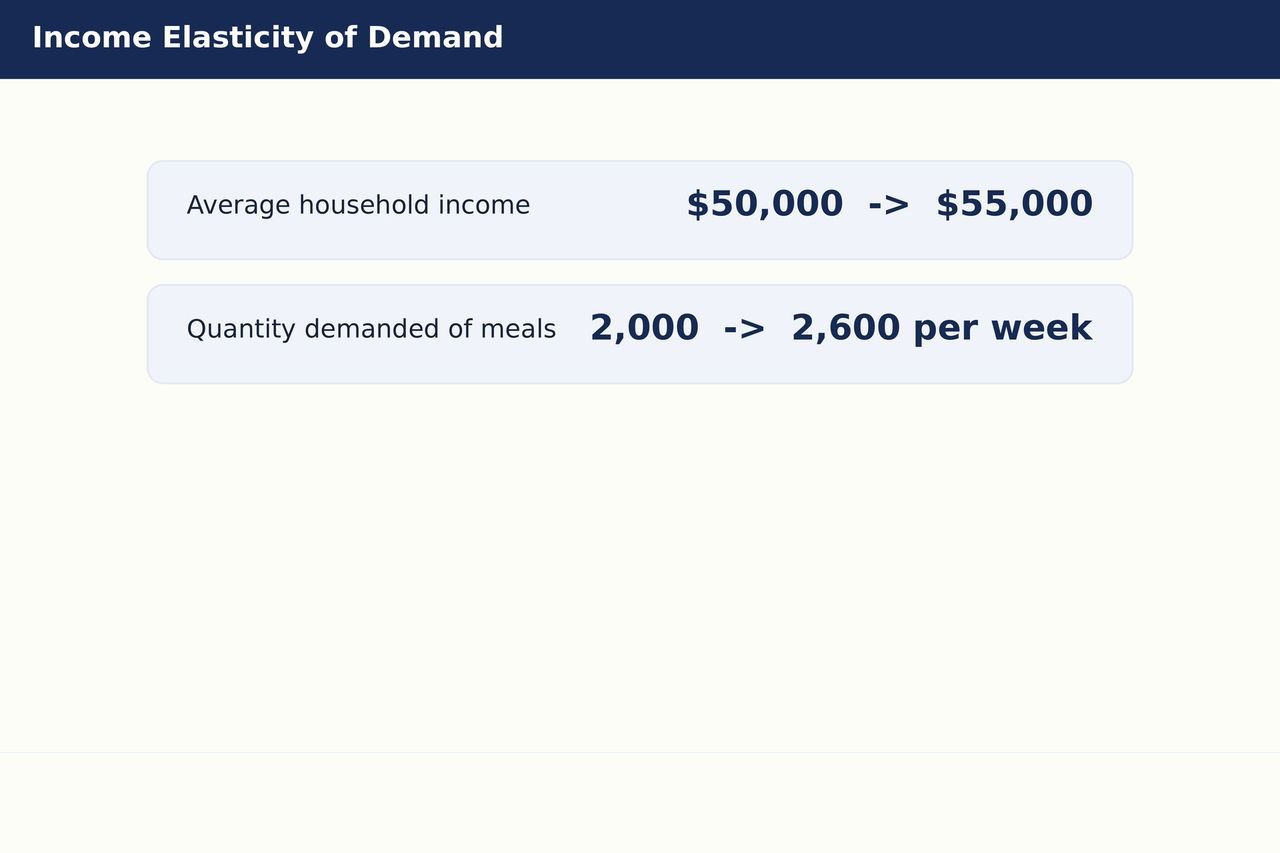 Income Elasticity of Demand
Average household income $50,000 -> $55,000
Quantity demanded of meals 2,000 -> 2,600 per week